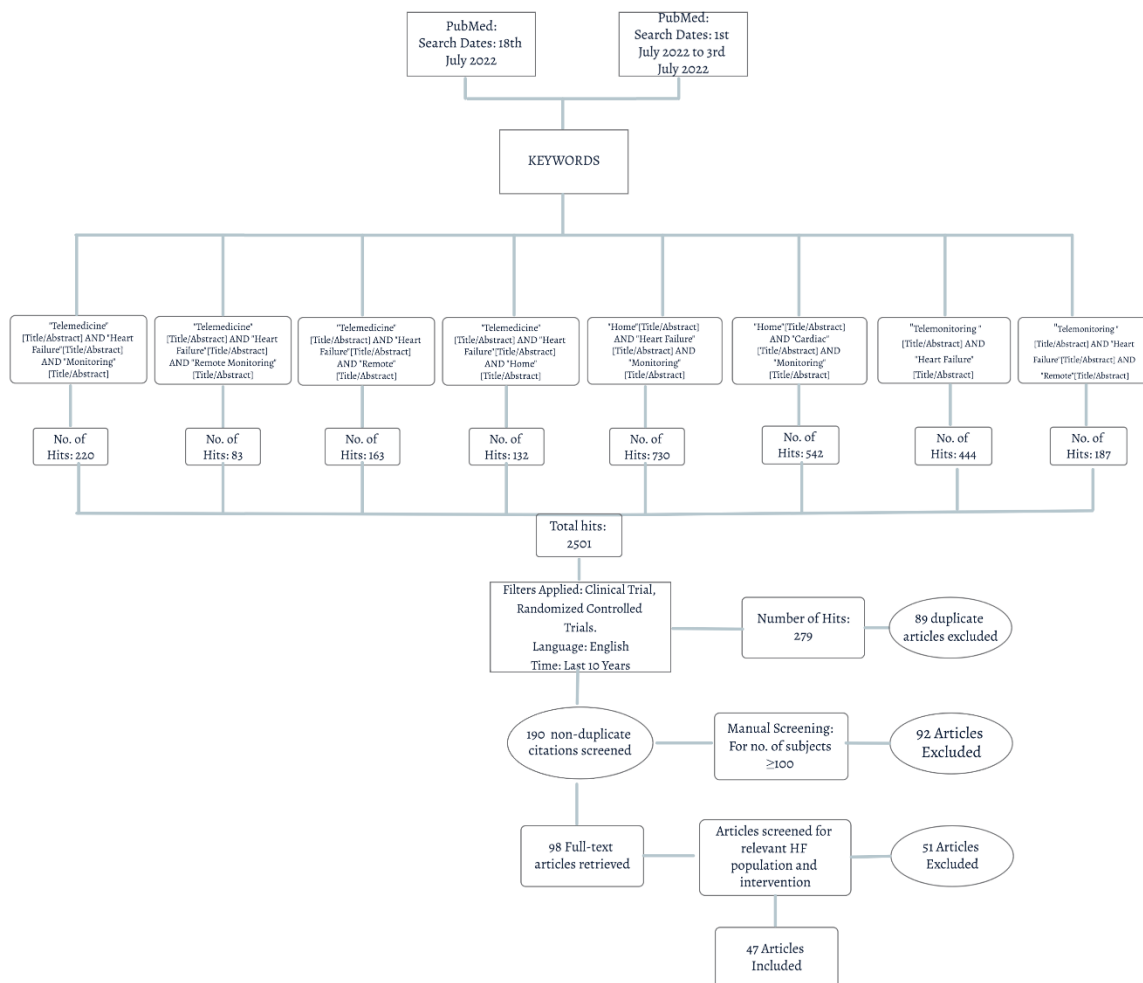 PubMed:
Search Dates: 18th
July 2022
PubMed:
Search Dates: 1st
July 2022 to 3rd
July 2022
KEYWORDS
"Telemedicine"
[Title/Abstract] AND "Heart
Failure"[Title/Abstract]
AND "Monitoring"
[Title/Abstract]
"Telemedicine"
[Title/Abstract] AND "Heart
Failure"[Title/Abstract]
AND "Remote Monitoring"
[Title/Abstract]
"Telemedicine"
[Title/Abstract] AND "Heart
Failure"[Title/Abstract]
AND "Remote"
[Title/Abstract]
"Telemedicine"
[Title/Abstract] AND "Heart
Failure"[Title/Abstract]
AND "Home"
[Title/Abstract]
"Home"[Title/Abstract]
AND "Heart Failure"
[Title/Abstract] AND
"Monitoring"
[Title/Abstract]
"Home"[Title/Abstract]
AND "Cardiac"
[Title/Abstract] AND
"Monitoring"
[Title/Abstract]
"Telemonitoring "
[Title/Abstract] AND
"Heart Failure"
[Title/Abstract]
"Telemonitoring "
[Title/Abstract] AND "Heart
Failure"[Title/Abstract] AND
"Remote"[Title/Abstract]
No. of
Hits: 220
No. of
Hits: 83
No. of
Hits: 163
No. of
Hits: 132
No. of
Hits: 730
No. of
Hits: 542
No. of
Hits: 444
No. of
Hits: 187
Total hits:
2501
Filters Applied: Clinical Trial,
Randomized Controlled
Trials.
Language: English
Time: Last 10 Years
Number of Hits:
279
89 duplicate
articles excluded
190 non-duplicate
citations screened
Manual Screening:
For no. of subjects
≥100
92 Articles
Excluded
98 Full-text
articles retrieved
Articles screened for
relevant HF
population and
intervention
51 Articles
Excluded
47 Articles
Included